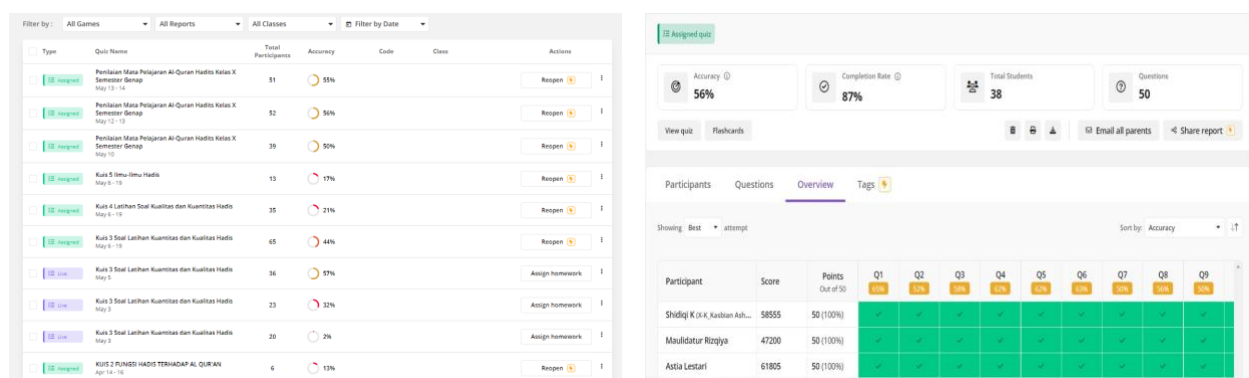 Filter by : All Games All Reports All Classes Filter by Date
Type Quiz Name Total Participants Accuracy Code Class Actions
Assigned Penilaian Mata Pelajaran Al-Quran Hadits Kelas X Semester Genap 51 55% Reopen
May 13 - 14
Assigned Penilaian Mata Pelajaran Al-Quran Hadits Kelas X Semester Genap 52 56% Reopen
May 12 - 13
Assigned Penilaian Mata Pelajaran Al-Quran Hadits Kelas X Semester Genap 39 50% Reopen
May 10
Assigned Kuis 5 Ilmu-Ilmu Hadis 13 17% Reopen
May 6 - 19
Assigned Kuis 4 Latihan Soal Kualitas dan Kuantitas Hadis 35 21% Reopen
May 6 - 19
Assigned Kuis 3 Soal Latihan Kuantitas dan Kualitas Hadis 65 44% Reopen
May 6 - 19
Live Kuis 3 Soal Latihan Kuantitas dan Kualitas Hadis 36 57% Assign homework
May 5
Live Kuis 3 Soal Latihan Kuantitas dan Kualitas Hadis 23 32% Assign homework
May 3
Live Kuis 3 Soal Latihan Kuantitas dan Kualitas Hadis 20 2% Assign homework
May 3
Assigned KUIS 2 FUNGSI HADIS TERHADAP AL QUR'AN 6 13% Reopen
Apr 14 - 16
Assigned quiz
Accuracy Completion Rate Total Students Questions
56% 87% 38 50
View quiz Flashcards Email all parents Share report
Participants Questions Overview Tags
Showing Best attempt Sort by: Accuracy
Participant Score Points Q1 Q2 Q3 Q4 Q5 Q6 Q7 Q8 Q9
Out of 50 65% 52% 50% 62% 62% 63% 50% 56% 50%
Shidiqi K (X-K_Kasbian Ash... 58555 50 (100%)
Maulidatur Rizqiya 47200 50 (100%)
Astia Lestari 61805 50 (100%)